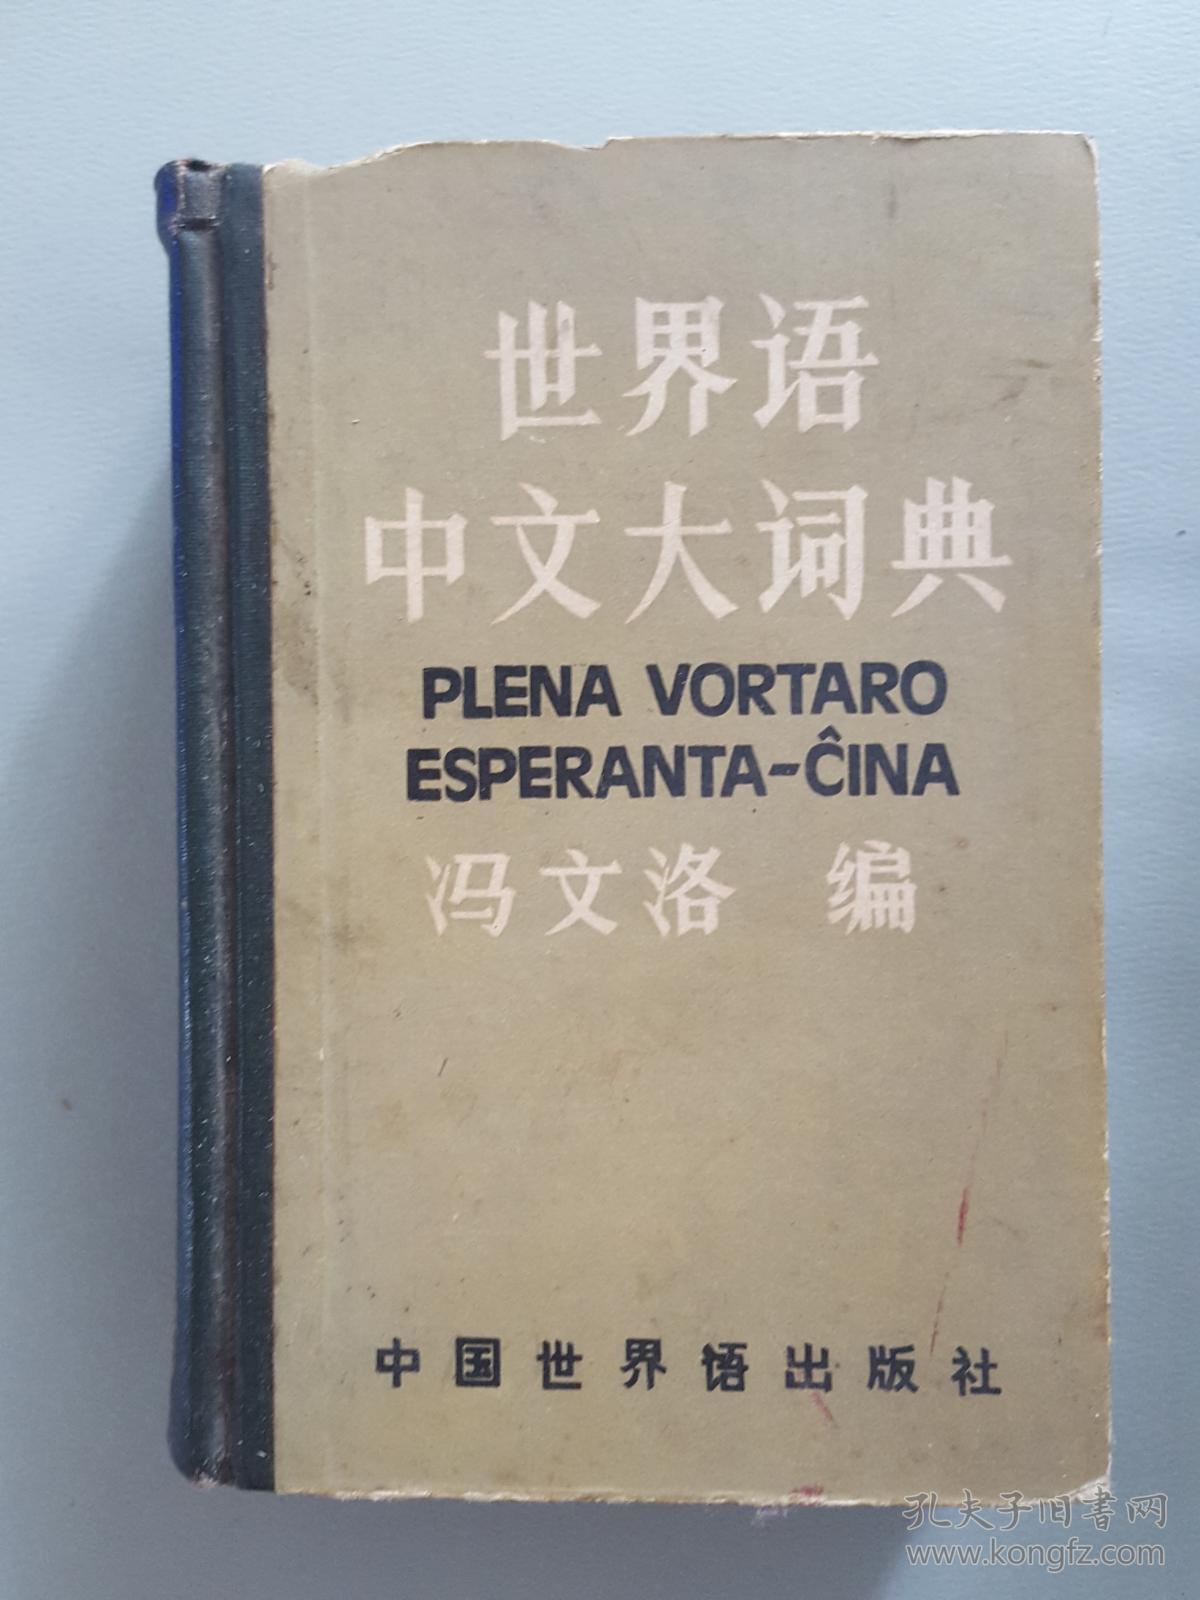 世界语
中文大词典
PLENA VORTARO
ESPERANTA-ĈINA
冯文洛 编
中国世界语出版社
孔夫子旧书网
www.kongfz.com